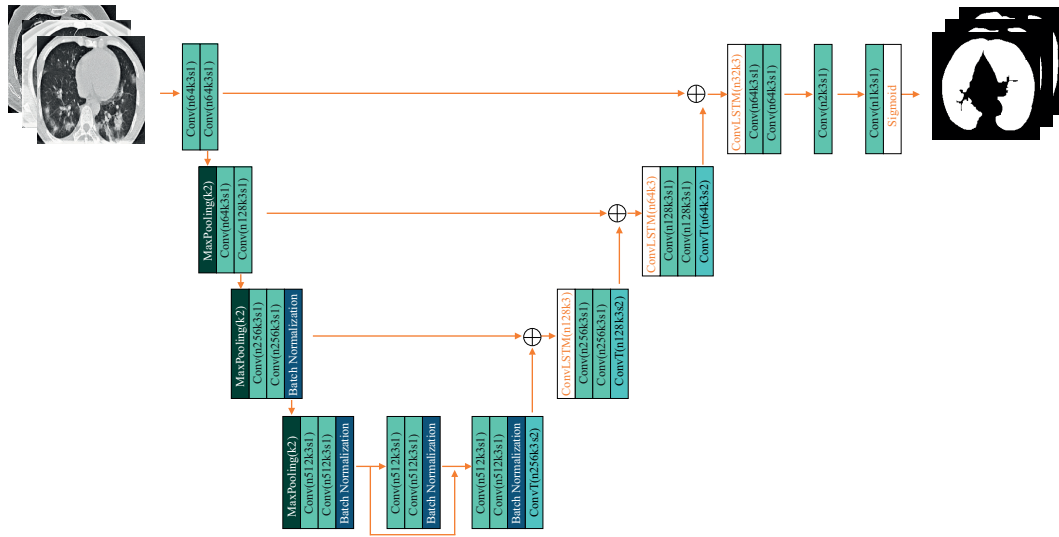 Conv(n64k3s1)
Conv(n64k3s1)
ConvLSTM(n32k3)
Conv(n64k3s1)
Conv(n64k3s1)
Conv(n2k3s1)
Conv(n1k3s1)
Sigmoid
MaxPooling(k2)
Conv(n64k3s1)
Conv(n128k3s1)
ConvLSTM(n64k3)
Conv(n128k3s1)
Conv(n128k3s1)
ConvT(n64k3s2)
MaxPooling(k2)
Conv(n256k3s1)
Conv(n256k3s1)
Batch Normalization
ConvLSTM(n128k3)
Conv(n256k3s1)
Conv(n256k3s1)
ConvT(n128k3s2)
MaxPooling(k2)
Conv(n512k3s1)
Conv(n512k3s1)
Batch Normalization
Conv(n512k3s1)
Conv(n512k3s1)
Batch Normalization
Conv(n512k3s1)
Conv(n512k3s1)
Batch Normalization
ConvT(n256k3s2)